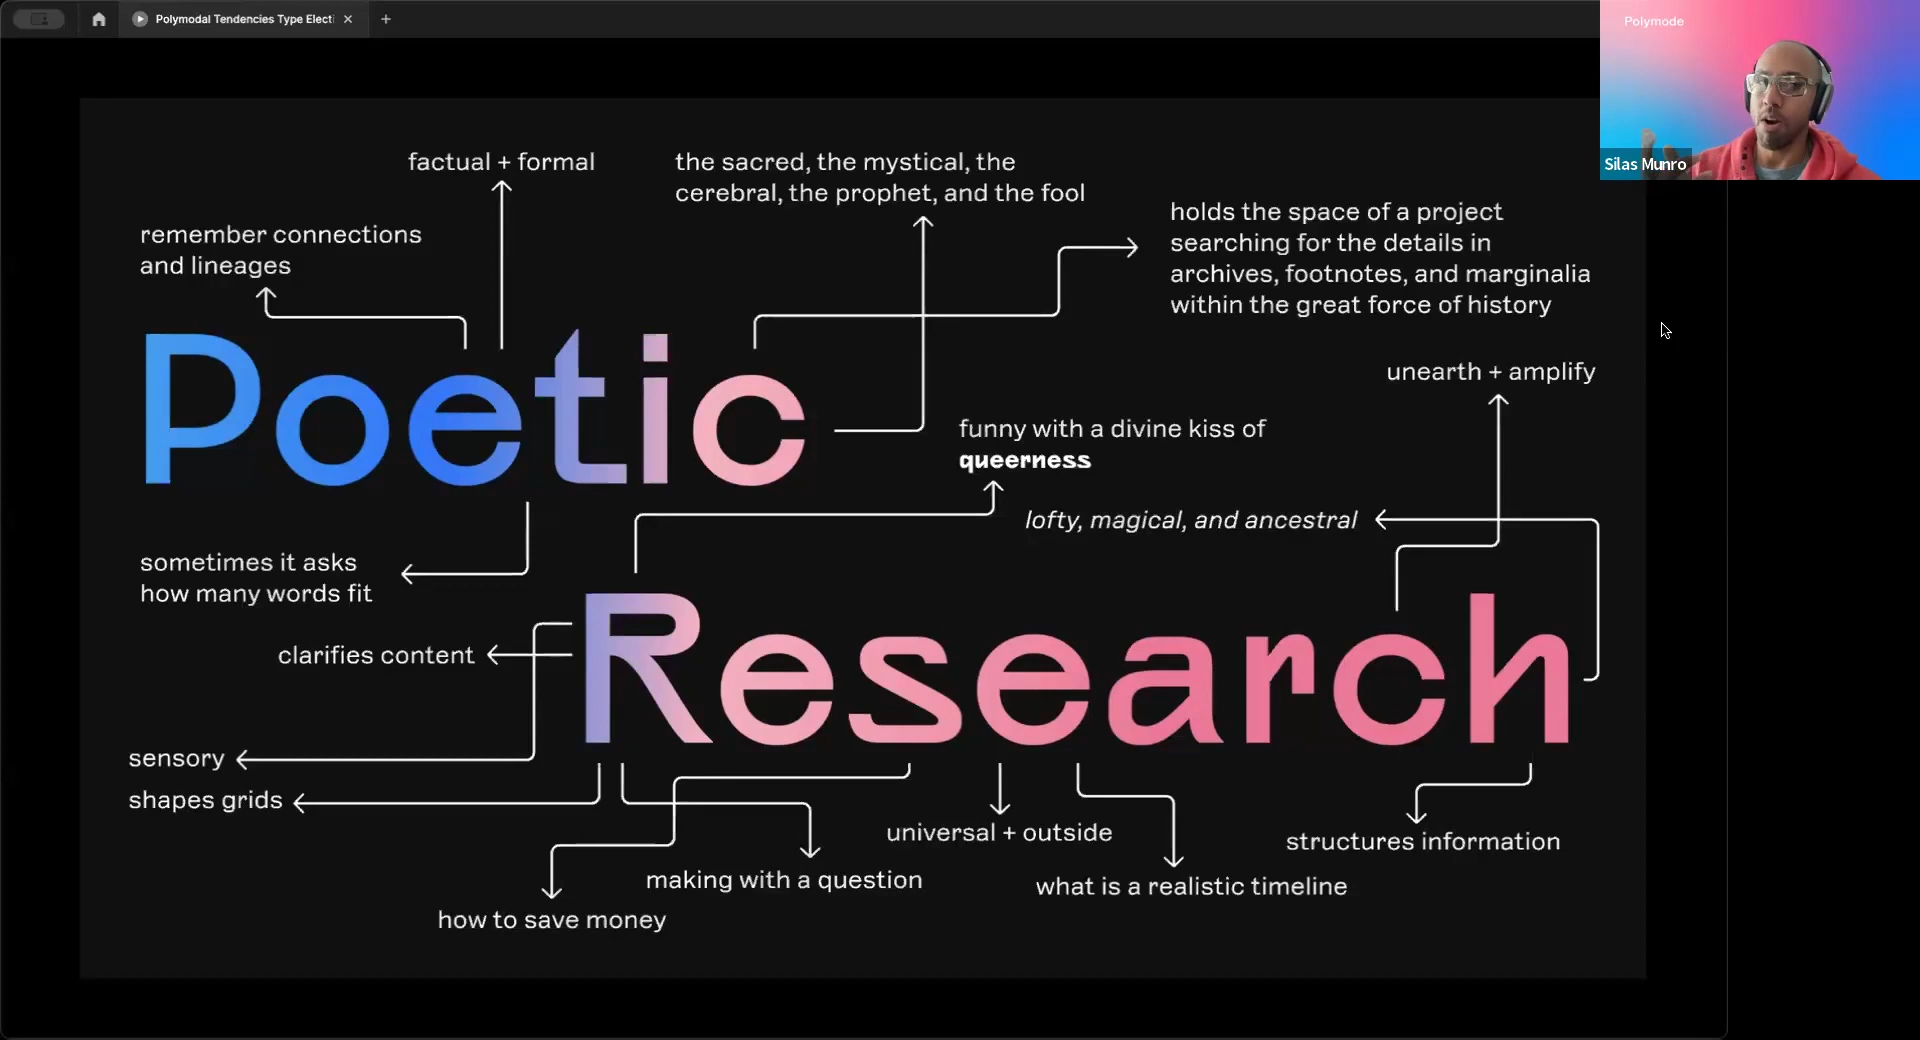 Polymodal Tendencies Type Electi
Polymode
Silas Munro
factual + formal
the sacred, the mystical, the
cerebral, the prophet, and the fool
holds the space of a project
searching for the details in
archives, footnotes, and marginalia
within the great force of history
remember connections
and lineages
unearth + amplify
Poetic
funny with a divine kiss of
queerness
lofty, magical, and ancestral
sometimes it asks
how many words fit
clarifies content
Research
sensory
shapes grids
universal + outside
structures information
making with a question
what is a realistic timeline
how to save money